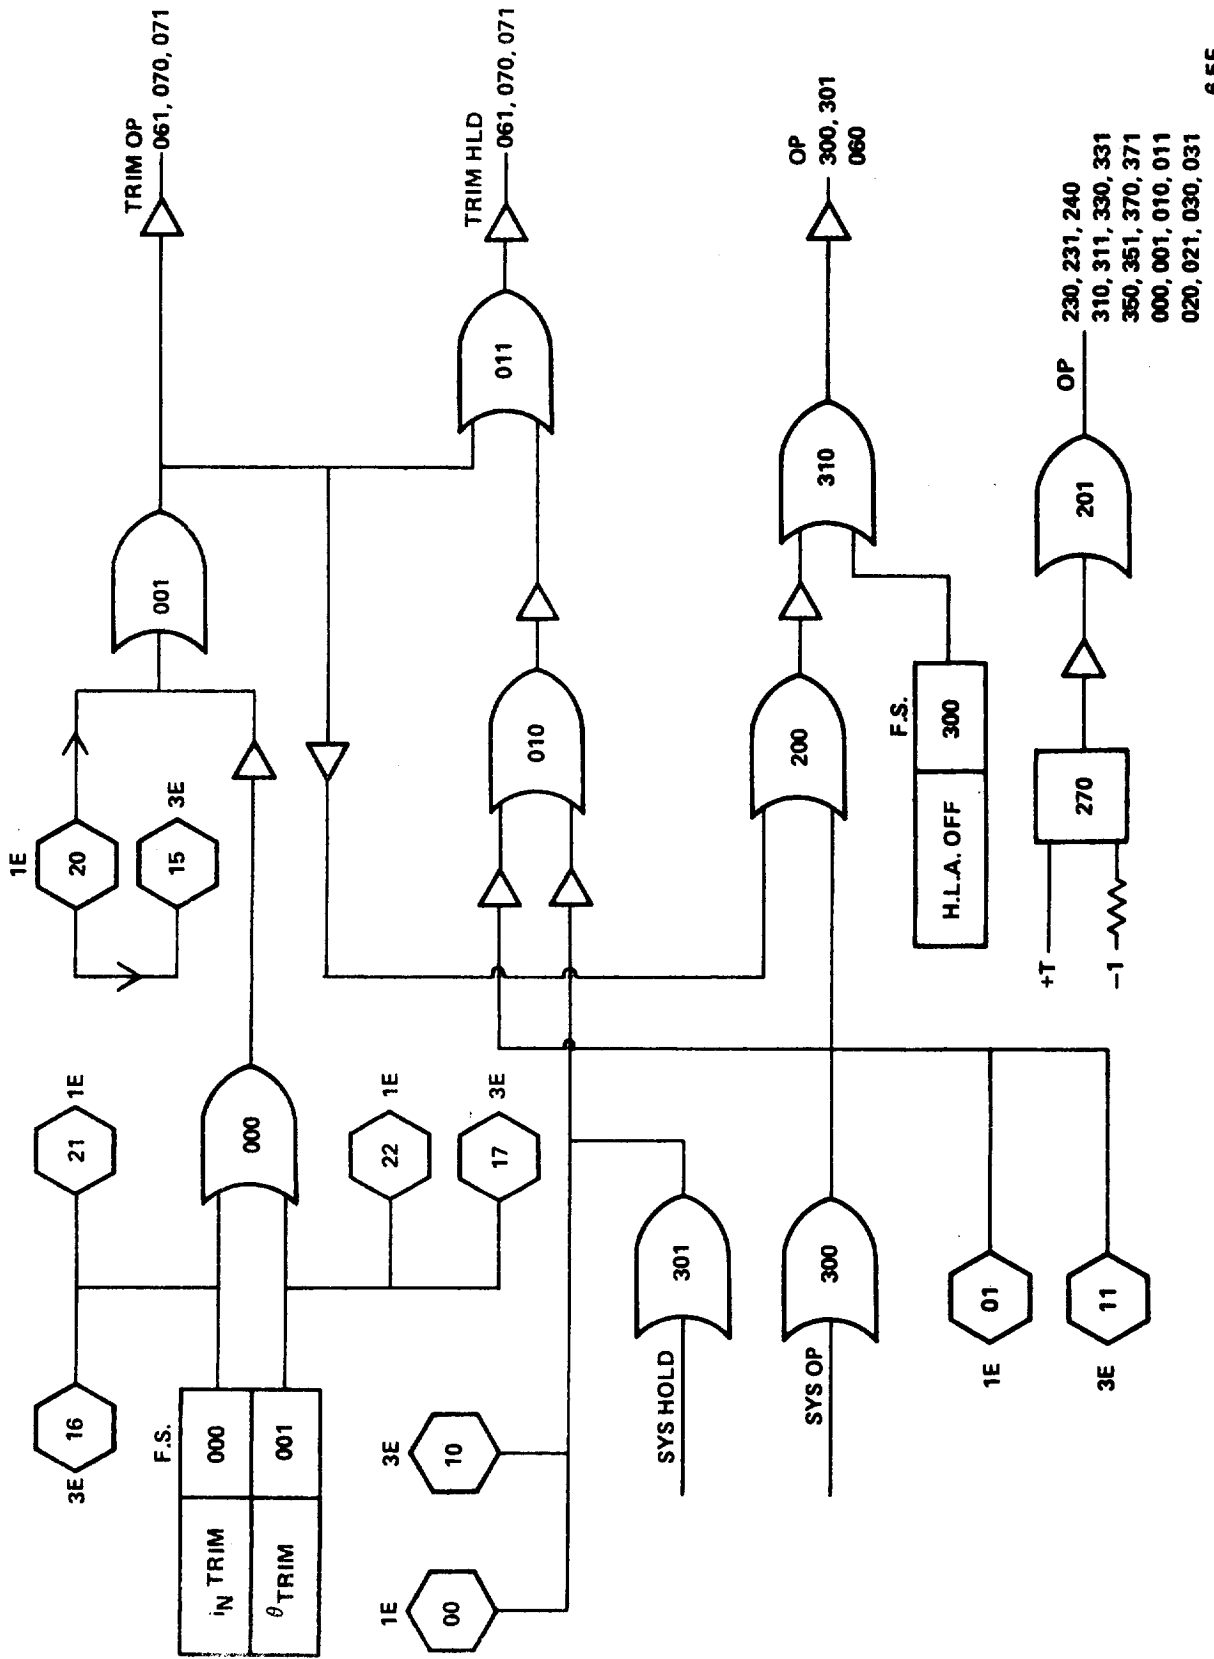 TRIM OP
061, 070, 071
TRIM HLD
061, 070, 071
OP
300, 301
060
OP
230, 231, 240
310, 311, 330, 331
350, 351, 370, 371
000, 001, 010, 011
020, 021, 030, 031
001
011
310
201
1E
20
15
3E
010
200
F.S.
H.L.A. OFF
300
270
+T
−1
21
1E
000
22
1E
17
3E
301
300
SYS HOLD
SYS OP
01
1E
11
3E
16
3E
F.S.
iN TRIM
000
θTRIM
001
3E
10
1E
00